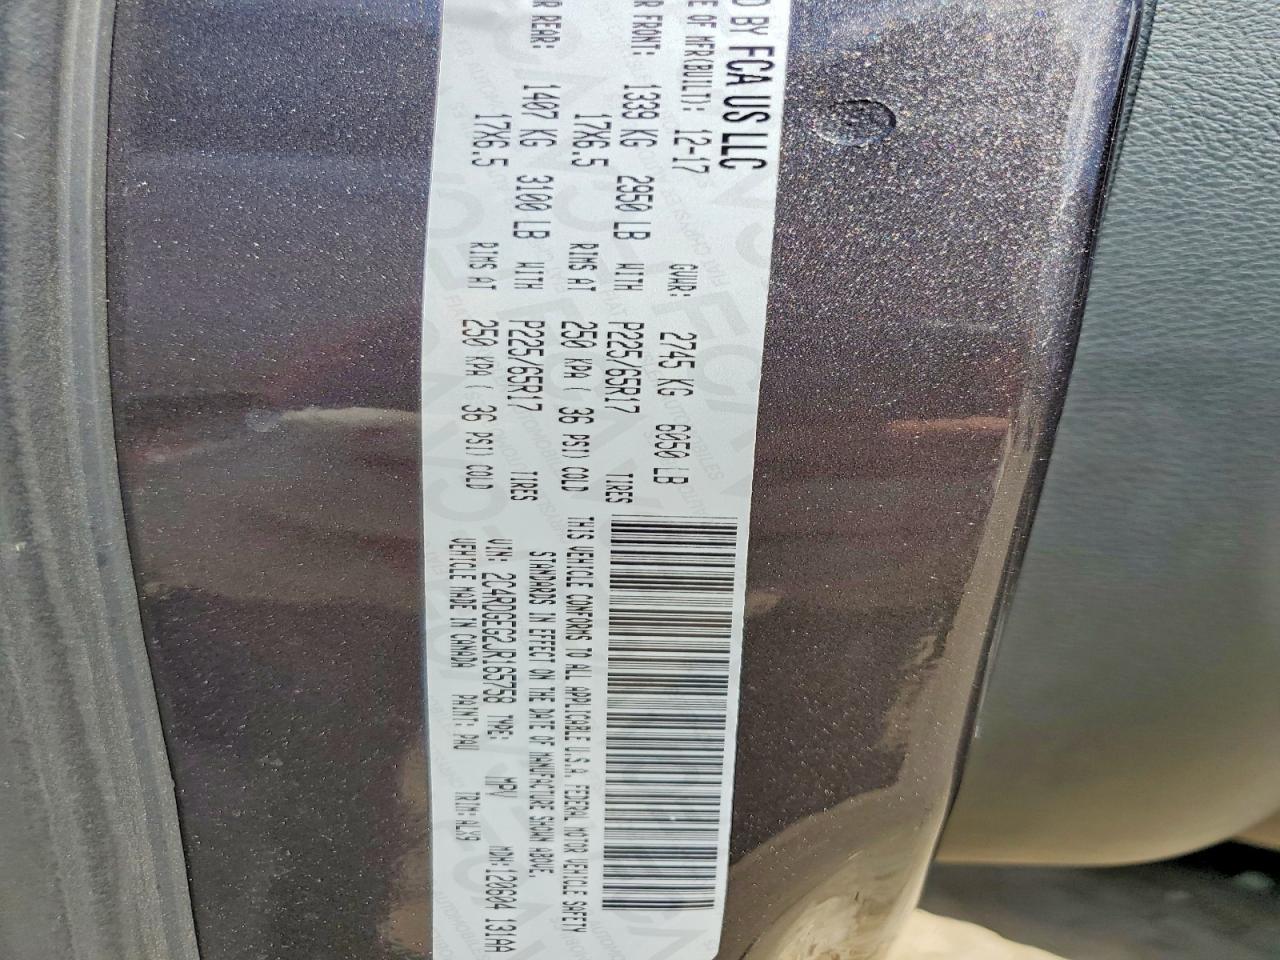 D BY FCA US LLC
E OF MFR(BUILT): 12-17 GVWR: 2745 KG 6050 LB
R FRONT: 1339 KG 2950 LB WITH P225/65R17 TIRES
17X6.5 RIMS AT 250 KPA ( 36 PSI) COLD
R REAR: 1407 KG 3100 LB WITH P225/65R17 TIRES
17X6.5 RIMS AT 250 KPA ( 36 PSI) COLD
THIS VEHICLE CONFORMS TO ALL APPLICABLE U.S.A. FEDERAL MOTOR VEHICLE SAFETY
STANDARDS IN EFFECT ON THE DATE OF MANUFACTURE SHOWN ABOVE.
VIN: 2C4RDGEG2JR165758 TYPE: MPV MDH:120604 131AA
VEHICLE MADE IN CANADA PAINT: PAU TRIM:ALX9